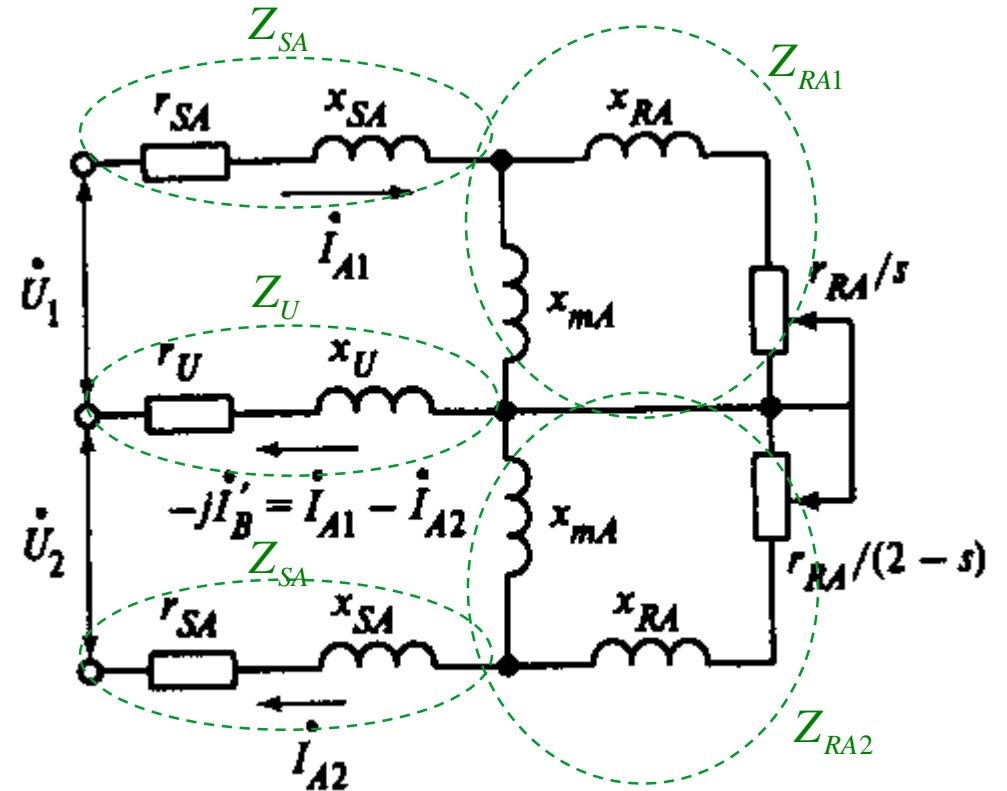 Z_SA
Z_RA1
r_SA
x_SA
x_RA
İ_A1
r_RA/s
U̇_1
Z_U
x_mA
r_U
x_U
-jİ'_B = İ_A1 - İ_A2
x_mA
U̇_2
Z_SA
r_RA/(2 - s)
r_SA
x_SA
x_RA
İ_A2
Z_RA2